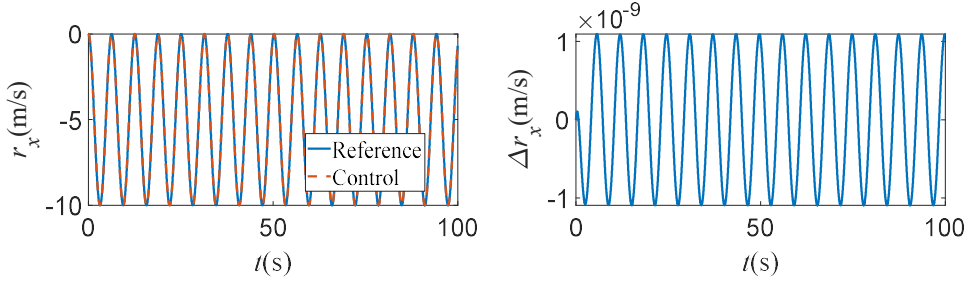 0
-5
-10
r_x(m/s)
Reference
Control
0
50
100
t(s)
×10^-9
1
0
-1
Δr_x(m/s)
0
50
100
t(s)